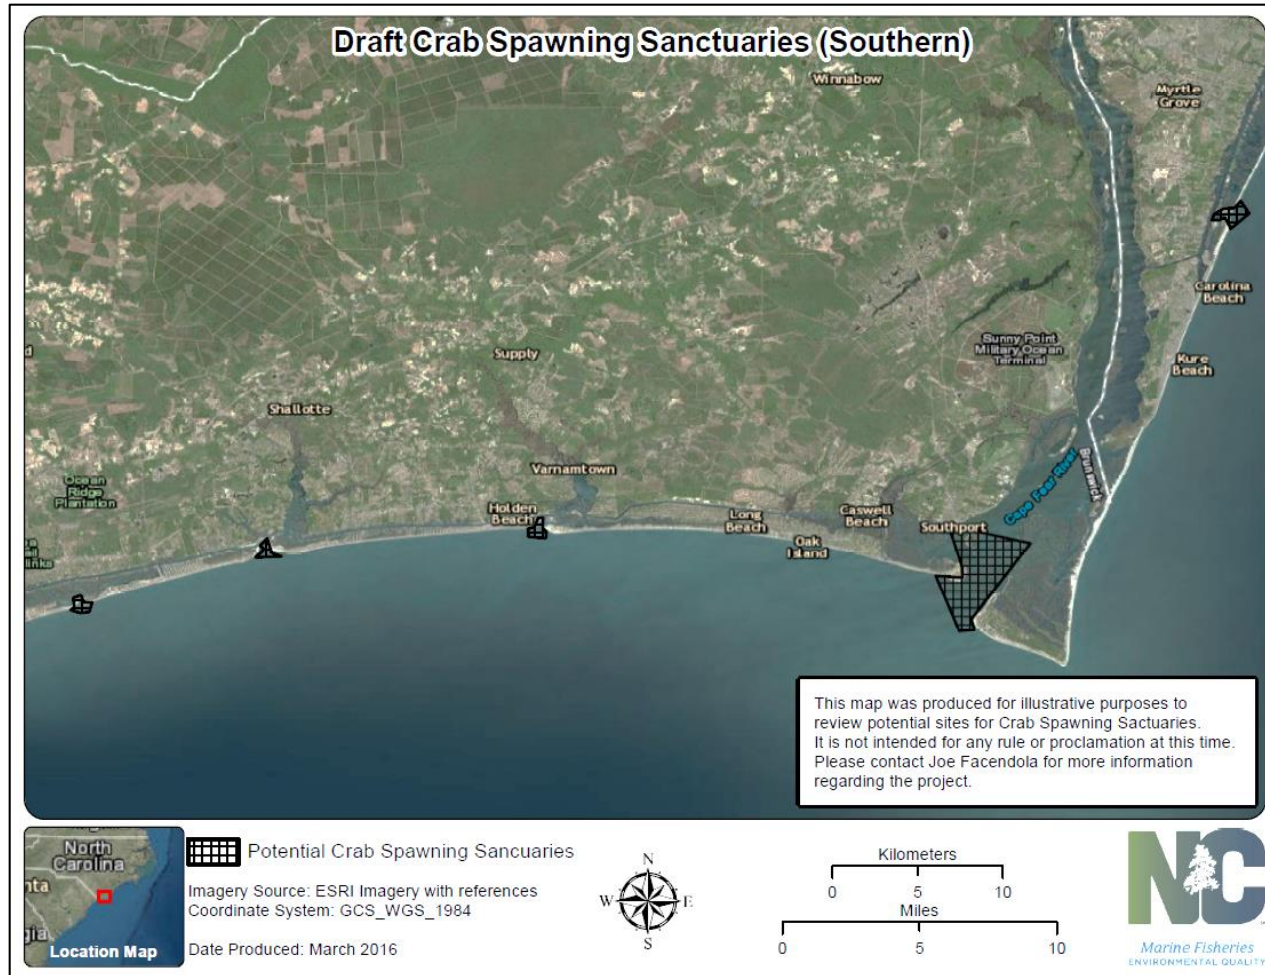 Draft Crab Spawning Sanctuaries (Southern)
Winnabow
Myrtle
Grove
Carolina
Beach
Sunny Point
Military Ocean
Terminal
Kure
Beach
Supply
Shallotte
Ocean
Ridge
Plantation
links
Varnamtown
Holden
Beach
Long
Beach
Oak
Island
Caswell
Beach
Southport
Cape Fear River
Brunswick
This map was produced for illustrative purposes to
review potential sites for Crab Spawning Sactuaries.
It is not intended for any rule or proclamation at this time.
Please contact Joe Facendola for more information
regarding the project.
North
Carolina
nta
gia
Location Map
Potential Crab Spawning Sancuaries
Imagery Source: ESRI Imagery with references
Coordinate System: GCS_WGS_1984
Date Produced: March 2016
N
W E
S
Kilometers
0 5 10
Miles
0 5 10
NC
Marine Fisheries
ENVIRONMENTAL QUALITY